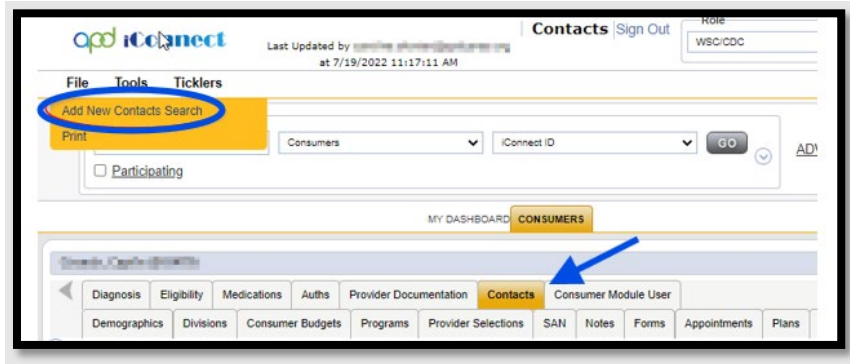 apd iConnect
Contacts Sign Out
Role
WSC/CDC
Last Updated by
at 7/19/2022 11:17:11 AM
File Tools Ticklers
Add New Contacts Search
Print
Consumers iConnect ID GO
Participating
MY DASHBOARD CONSUMERS
Diagnosis Eligibility Medications Auths Provider Documentation Contacts Consumer Module User
Demographics Divisions Consumer Budgets Programs Provider Selections SAN Notes Forms Appointments Plans